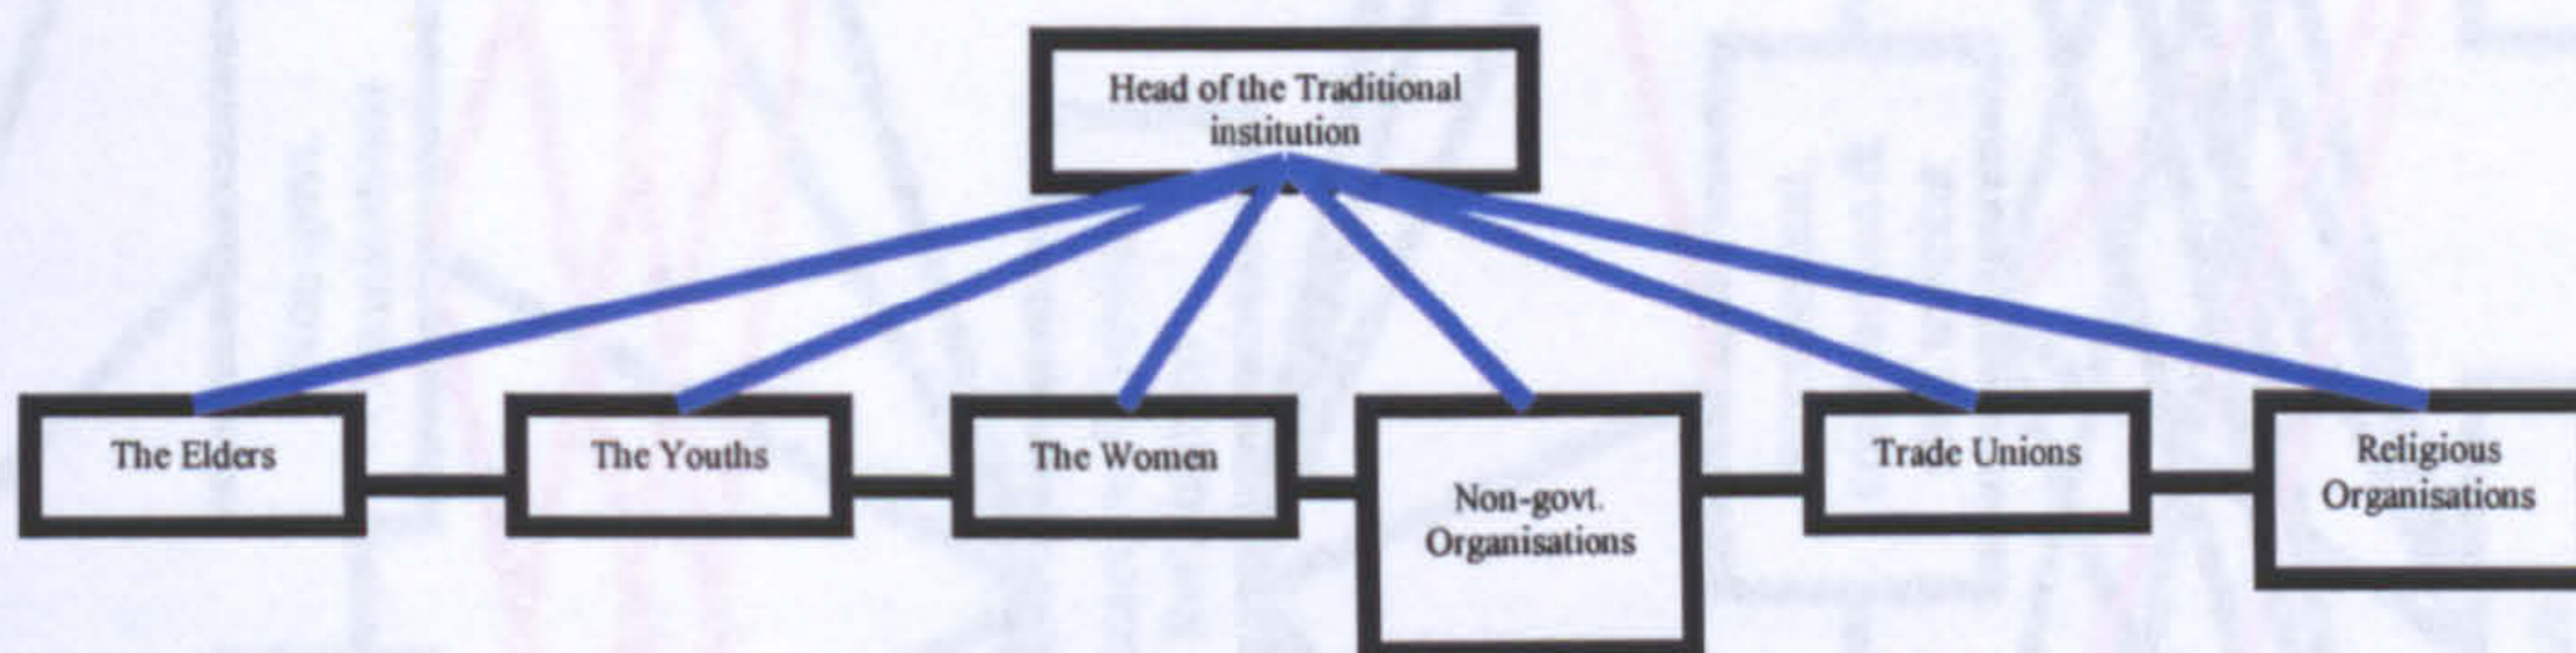 Head of the Traditional
institution
The Elders
The Youths
The Women
Non-govt.
Organisations
Trade Unions
Religious
Organisations